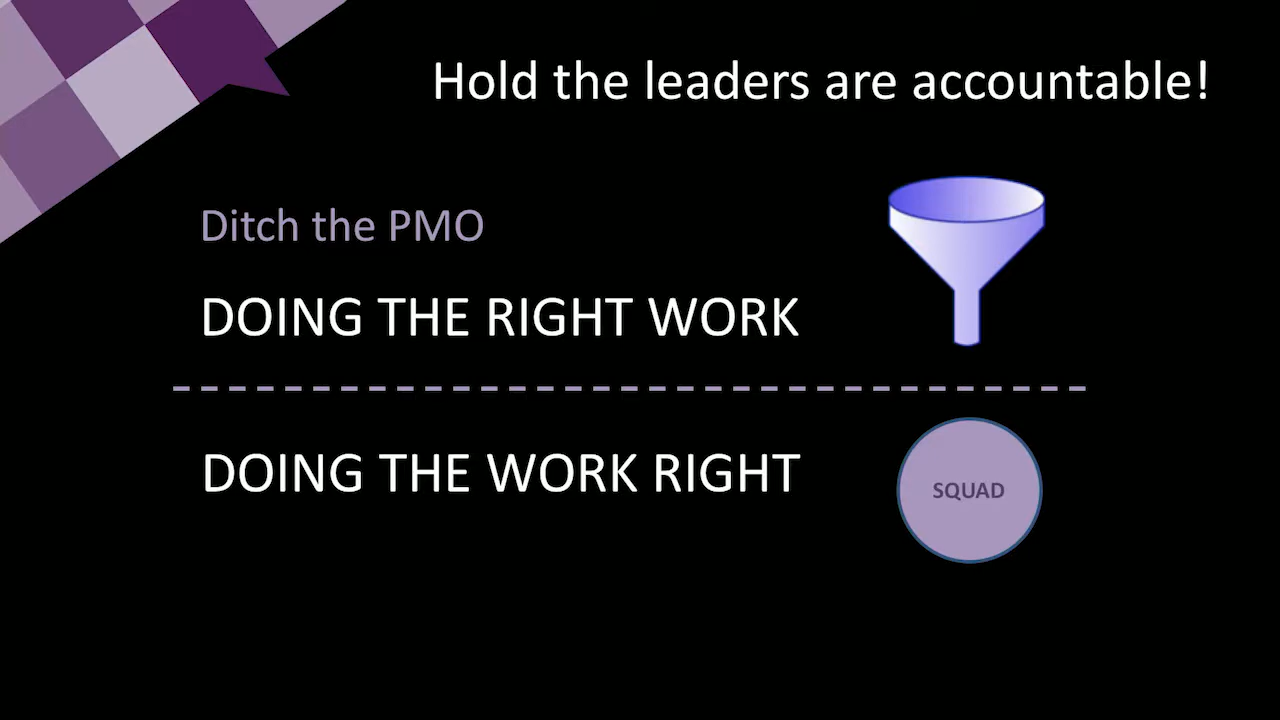 Hold the leaders are accountable!
Ditch the PMO
DOING THE RIGHT WORK
DOING THE WORK RIGHT
SQUAD